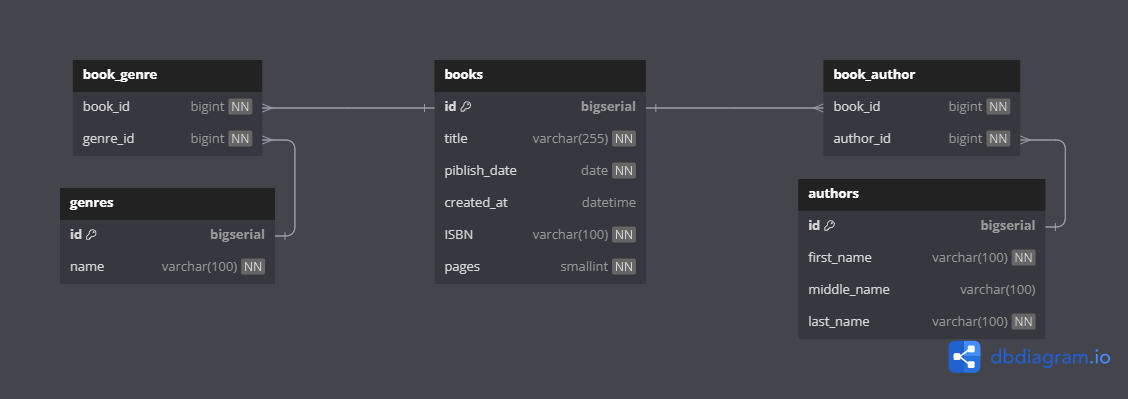 book_genre
book_id bigint NN
genre_id bigint NN
genres
id bigserial
name varchar(100) NN
books
id bigserial
title varchar(255) NN
piblish_date date NN
created_at datetime
ISBN varchar(100) NN
pages smallint NN
book_author
book_id bigint NN
author_id bigint NN
authors
id bigserial
first_name varchar(100) NN
middle_name varchar(100)
last_name varchar(100) NN
dbdiagram.io